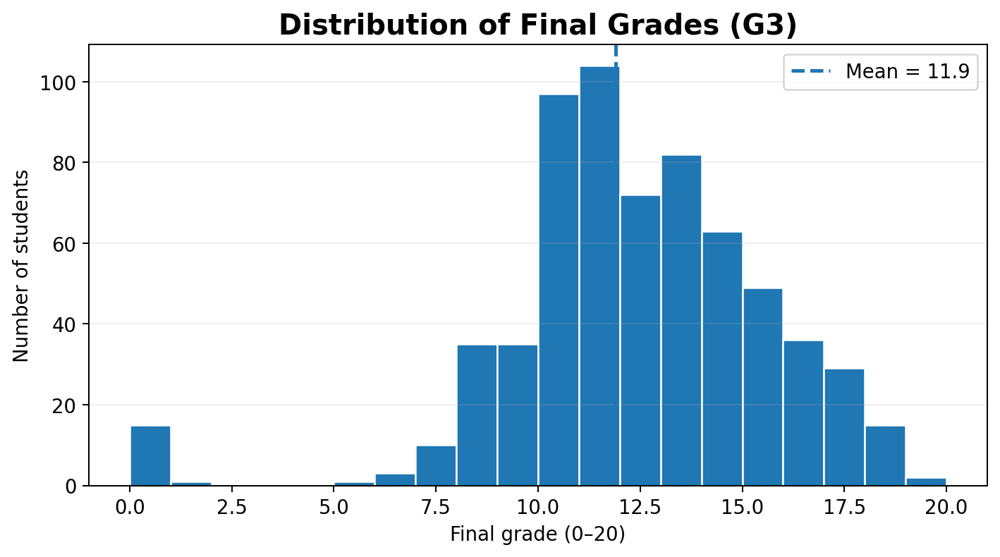 Distribution of Final Grades (G3)
Mean = 11.9
Number of students
100
80
60
40
20
0
0.0 2.5 5.0 7.5 10.0 12.5 15.0 17.5 20.0
Final grade (0–20)